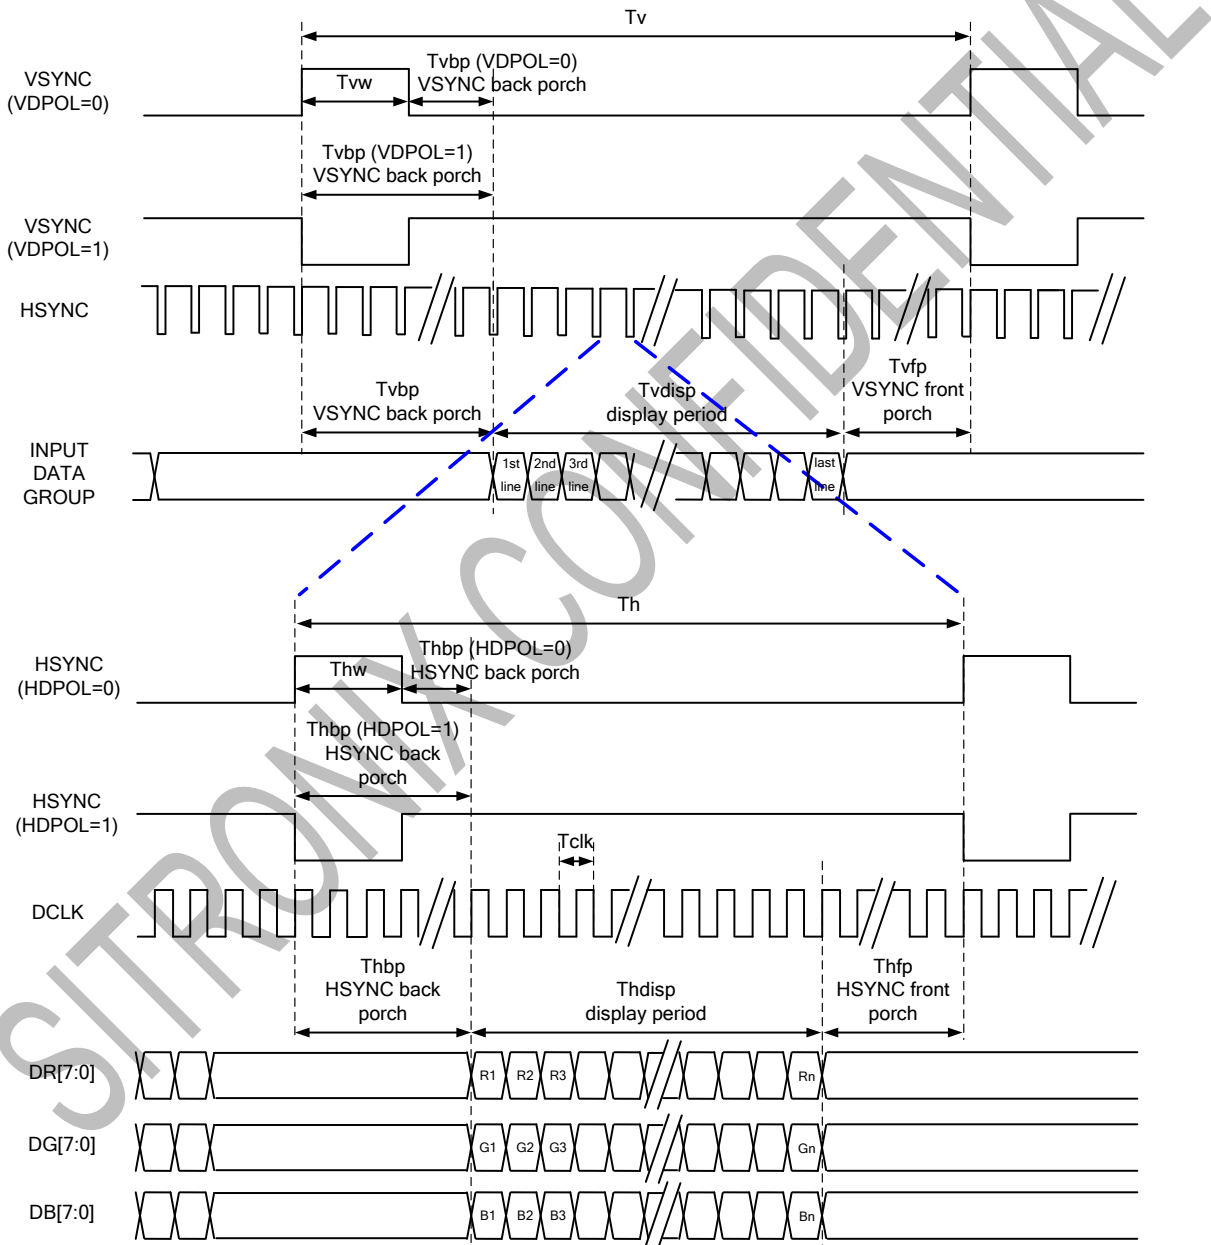 Tv
VSYNC
(VDPOL=0)
Tvw
Tvbp (VDPOL=0)
VSYNC back porch
Tvbp (VDPOL=1)
VSYNC back porch
VSYNC
(VDPOL=1)
HSYNC
Tvbp
VSYNC back porch
Tvdisp
display period
Tvfp
VSYNC front
porch
INPUT
DATA
GROUP
1st
line
2nd
line
3rd
line
last
line
Th
HSYNC
(HDPOL=0)
Thw
Thbp (HDPOL=0)
HSYNC back porch
Thbp (HDPOL=1)
HSYNC back
porch
HSYNC
(HDPOL=1)
Tclk
DCLK
Thbp
HSYNC back
porch
Thdisp
display period
Thfp
HSYNC front
porch
DR[7:0]
R1 R2 R3 Rn
DG[7:0]
G1 G2 G3 Gn
DB[7:0]
B1 B2 B3 Bn
SITRONIX CONFIDENTIAL